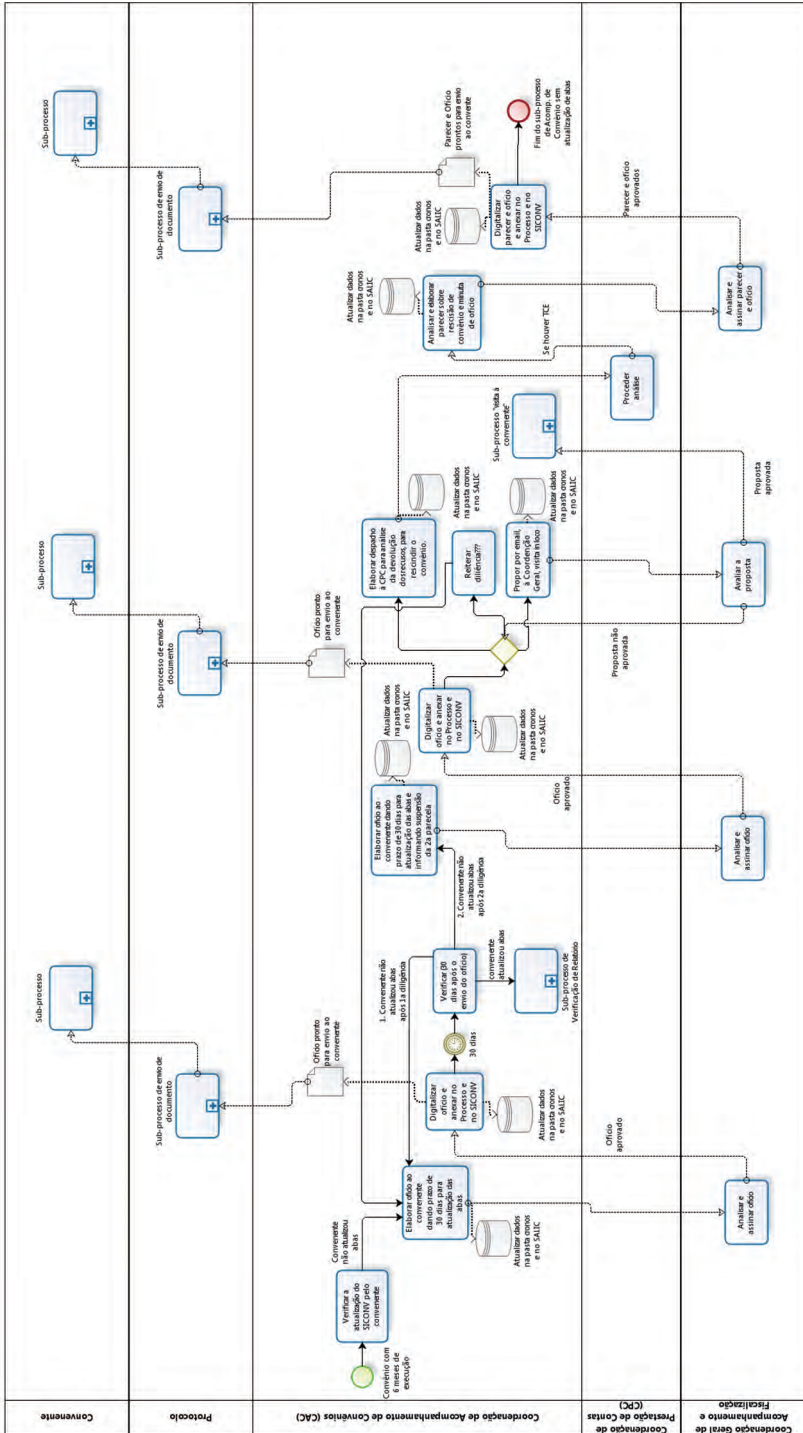 Convenente
Protocolo
Coordenação de Acompanhamento de Convênios (CAC)
Coordenação de
Prestação de Contas
(CPC)
Coordenação Geral de
Acompanhamento e
Fiscalização
Sub-processo
Sub-processo de envio de
documento
Ofício pronto
para envio ao
convenente
Convênio com
6 meses de
execução
Verificar a
atualização do
SICONV pelo
convenente
Convenente
não atualizou
abas
Elaborar ofício ao
convenente
dando prazo de
30 dias para
atualização das
abas.
Atualizar dados
na pasta cronos
e no SALIC
Analisar e
assinar ofício
Ofício
aprovado
Digitalizar
ofício e
anexar no
Processo e
no SICONV
Atualizar dados
na pasta cronos
e no SALIC
30 dias
Verificar (30
dias após o
envio do ofício)
1. Convenente não
atualizou abas
após 1a diligência
convenente
atualizou abas
Sub-processo de
Verificação de Relatório
2. Convenente não
atualizou abas
após 2a diligência
Elaborar ofício ao
convenente dando
prazo de 30 dias para
atualização das abas e
informando suspensão
da 2a parecela
Atualizar dados
na pasta cronos
e no SALIC
Analisar e
assinar ofício
Ofício
aprovado
Digitalizar
ofício e anexar
no Processo e
no SICONV
Atualizar dados
na pasta cronos
e no SALIC
Ofício pronto
para envio ao
convenente
Sub-processo de envio de
documento
Sub-processo
Elaborar despacho
à CPC para análise
da devolução
dosrecusos, para
rescindir o
convênio.
Atualizar dados
na pasta cronos
e no SALIC
Reiterar
diliência???
Propor por email,
à Coordenção
Geral, visita in loco
Atualizar dados
na pasta cronos
e no SALIC
Proposta não
aprovada
Avaliar a
proposta
Proposta
aprovada
Sub-processo "visita à
convenente"
Proceder
análise
Se houver TCE
Analisar e elaborar
parecer sobre
rescisão de
convênio e minuta
de ofício
Atualizar dados
na pasta cronos
e no SALIC
Analisar e
assinar parecer
e ofício
Parecer e ofício
aprovados
Digitalizar
parecer e ofício
e anexar no
Processo e no
SICONV
Atualizar dados
na pasta cronos
e no SALIC
Parecer e Ofício
prontos para envio
ao convente
Sub-processo de envio de
documento
Sub-processo
Fim do sub-processo
de Acomp. de
Convênio sem
atualização de abas